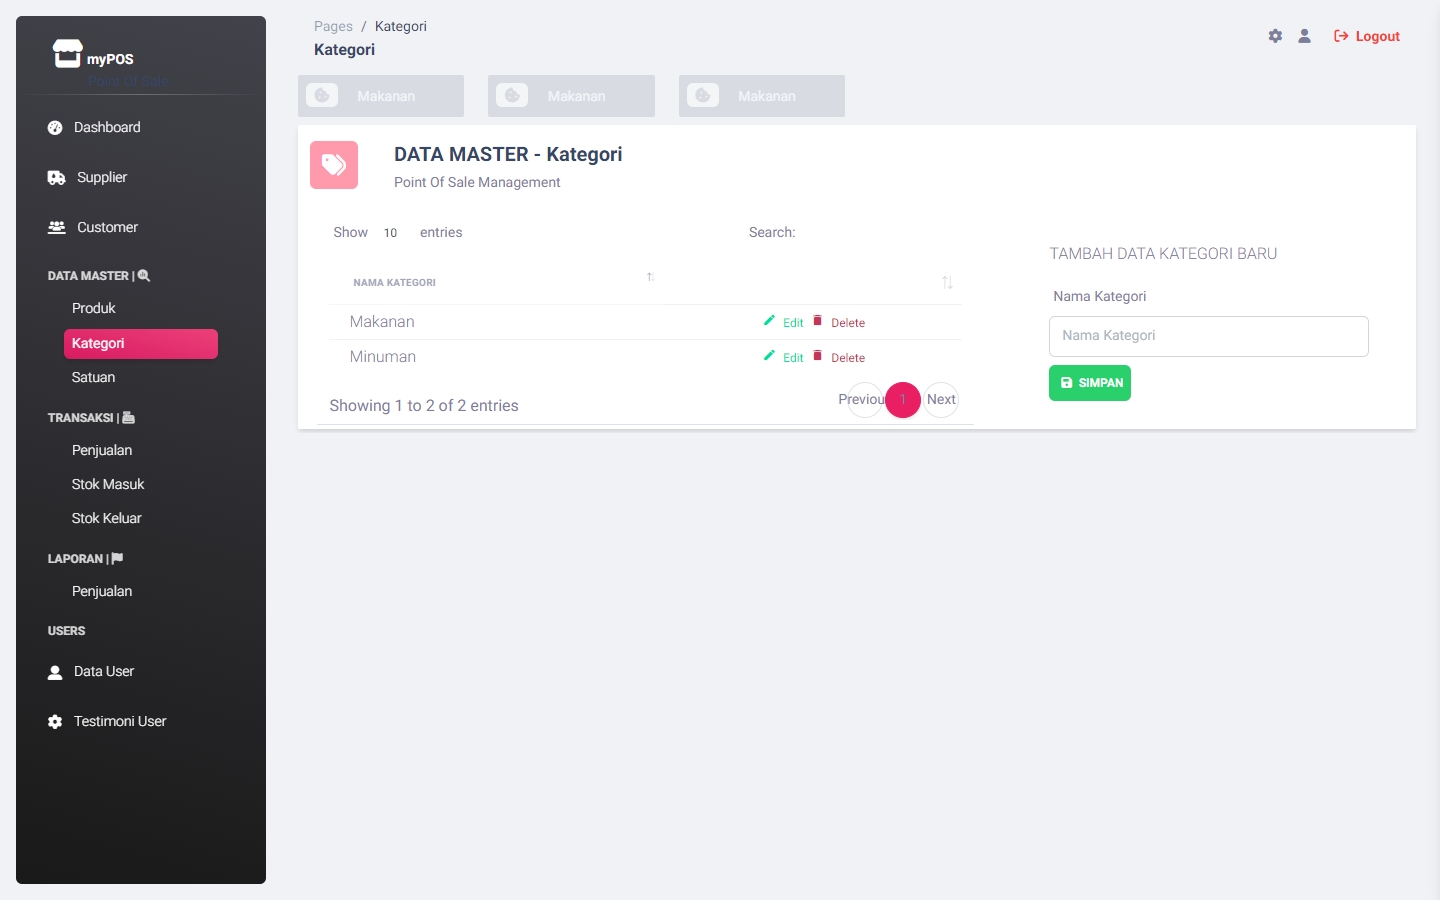 myPOS
Point Of Sale
Dashboard
Supplier
Customer
DATA MASTER |
Produk
Kategori
Satuan
TRANSAKSI |
Penjualan
Stok Masuk
Stok Keluar
LAPORAN |
Penjualan
USERS
Data User
Testimoni User
Pages / Kategori
Kategori
Logout
Makanan Makanan Makanan
DATA MASTER - Kategori
Point Of Sale Management
Show 10 entries Search:
NAMA KATEGORI
Makanan Edit Delete
Minuman Edit Delete
Showing 1 to 2 of 2 entries Previou 1 Next
TAMBAH DATA KATEGORI BARU
Nama Kategori
Nama Kategori
SIMPAN